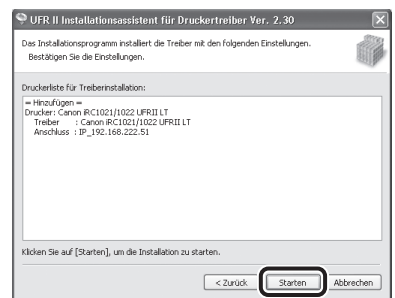 UFR II Installationsassistent für Druckertreiber Ver. 2.30
Das Installationsprogramm installiert die Treiber mit den folgenden Einstellungen.
Bestätigen Sie die Einstellungen.
Druckerliste für Treiberinstallation:
= Hinzufügen =
Drucker: Canon iRC1021/1022 UFRII LT
Treiber : Canon iRC1021/1022 UFRII LT
Anschluss : IP_192.168.222.51
Klicken Sie auf [Starten], um die Installation zu starten.
< Zurück Starten Abbrechen